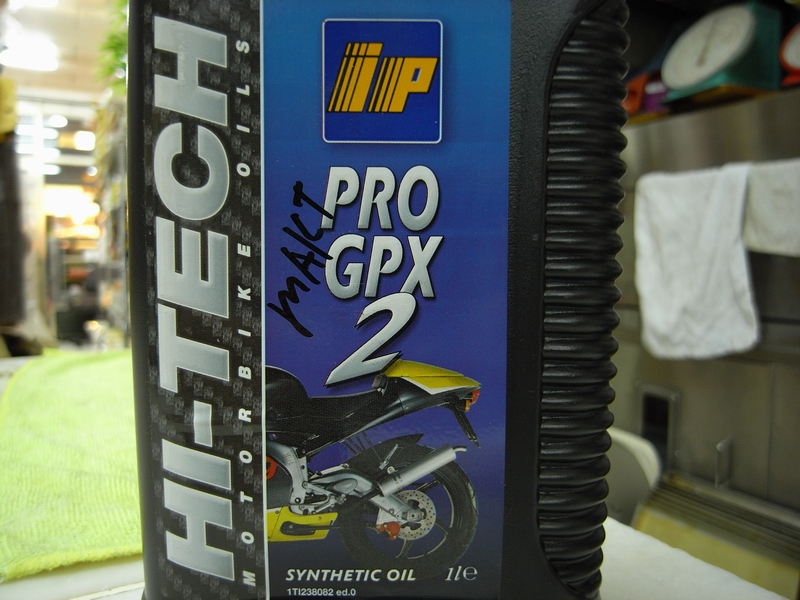 HI-TECH
MOTORBIKE OILS
iP
PRO
GPX
2
SYNTHETIC OIL 1l℮
1TI238082 ed.0